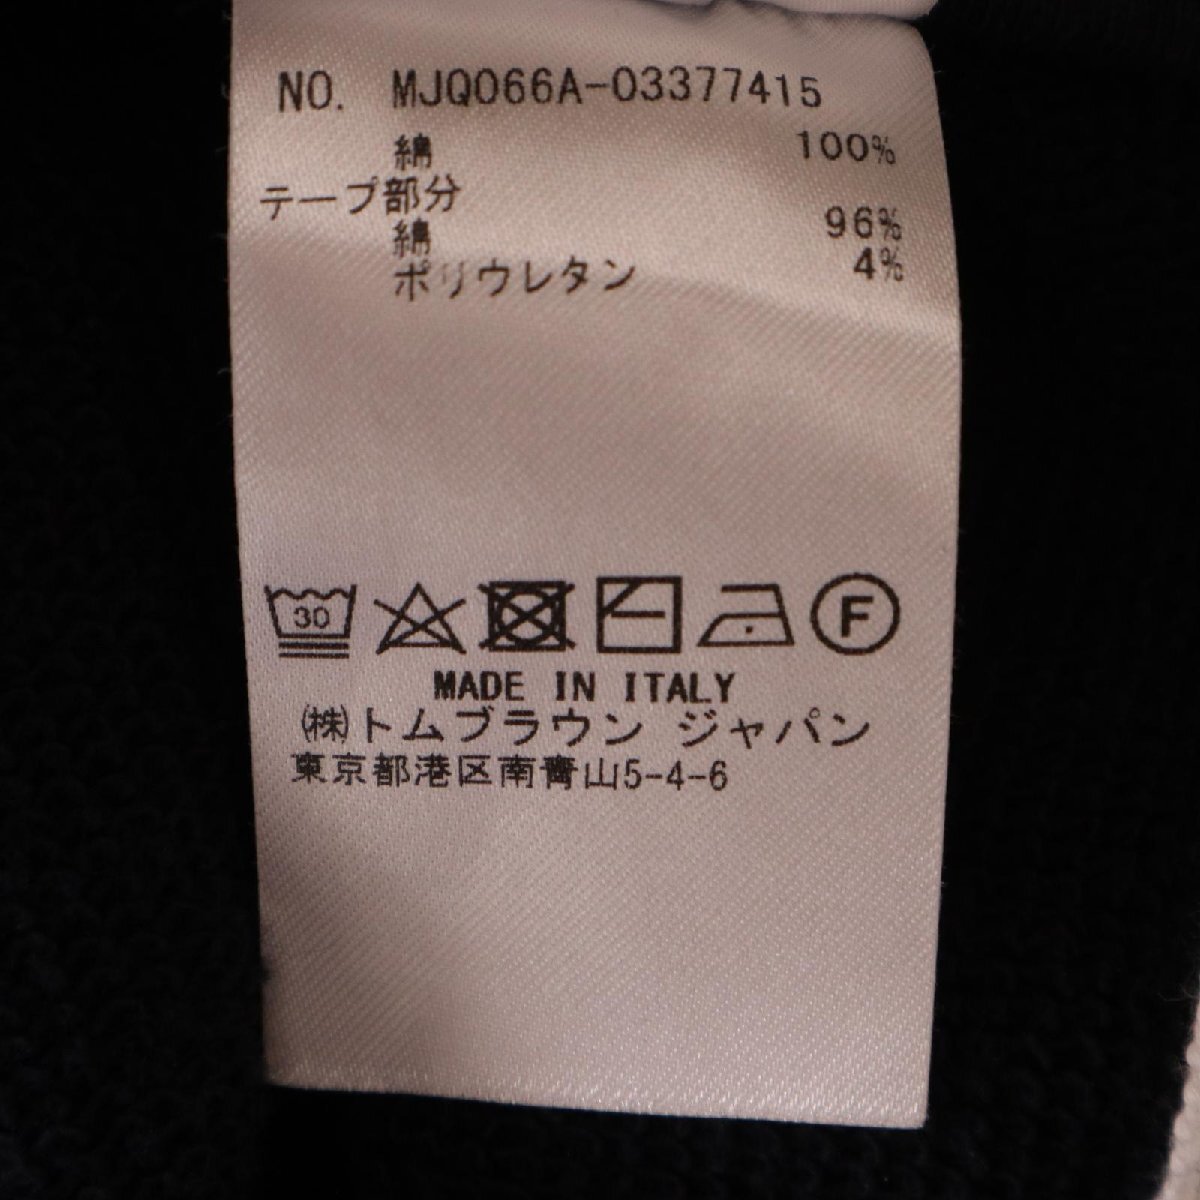 NO. MJQ066A-03377415
綿 100%
テープ部分
綿 96%
ポリウレタン 4%
30 F
MADE IN ITALY
㈱トムブラウン ジャパン
東京都港区南青山5-4-6